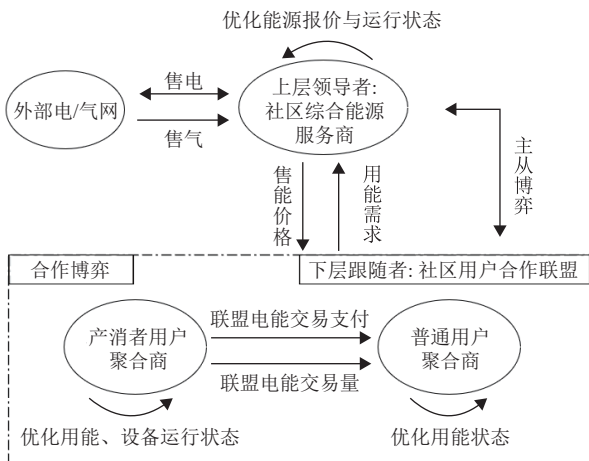 优化能源报价与运行状态
外部电/气网
售电
售气
上层领导者:
社区综合能源
服务商
售能价格
用能需求
主从博弈
合作博弈
下层跟随者: 社区用户合作联盟
产消者用户
聚合商
联盟电能交易支付
联盟电能交易量
普通用户
聚合商
优化用能、设备运行状态
优化用能状态